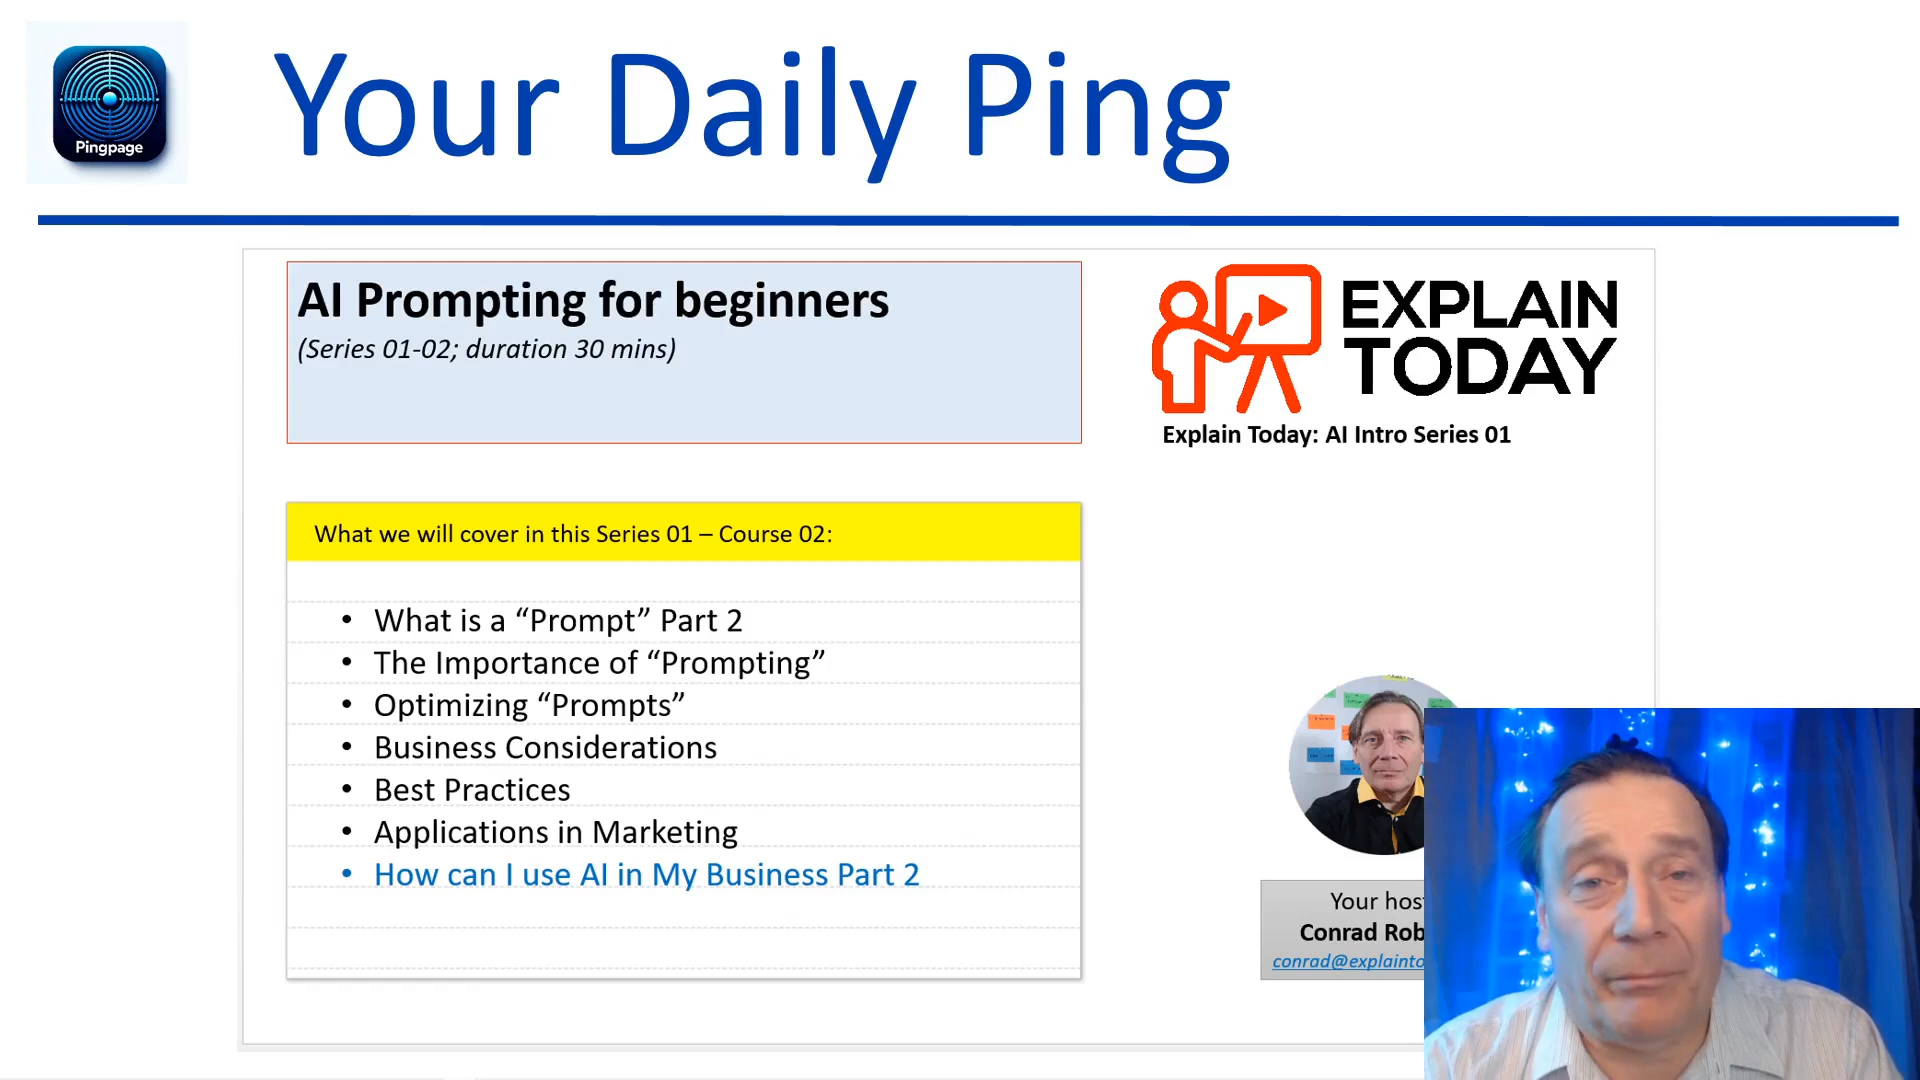 Pingpage
Your Daily Ping
AI Prompting for beginners
(Series 01-02; duration 30 mins)
EXPLAIN
TODAY
Explain Today: AI Intro Series 01
What we will cover in this Series 01 – Course 02:
• What is a “Prompt” Part 2
• The Importance of “Prompting”
• Optimizing “Prompts”
• Business Considerations
• Best Practices
• Applications in Marketing
• How can I use AI in My Business Part 2
Your
Conrad